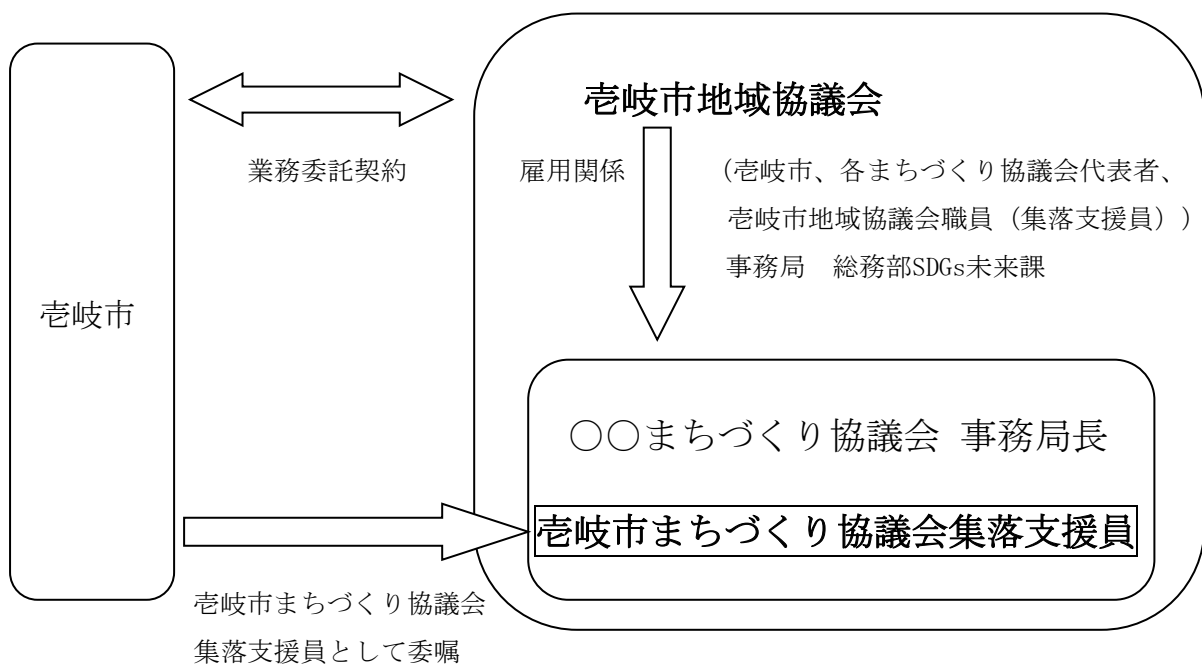 壱岐市
業務委託契約
壱岐市地域協議会
雇用関係
(壱岐市、各まちづくり協議会代表者、
壱岐市地域協議会職員（集落支援員）)
事務局　総務部SDGs未来課
○○まちづくり協議会 事務局長
壱岐市まちづくり協議会集落支援員
壱岐市まちづくり協議会
集落支援員として委嘱